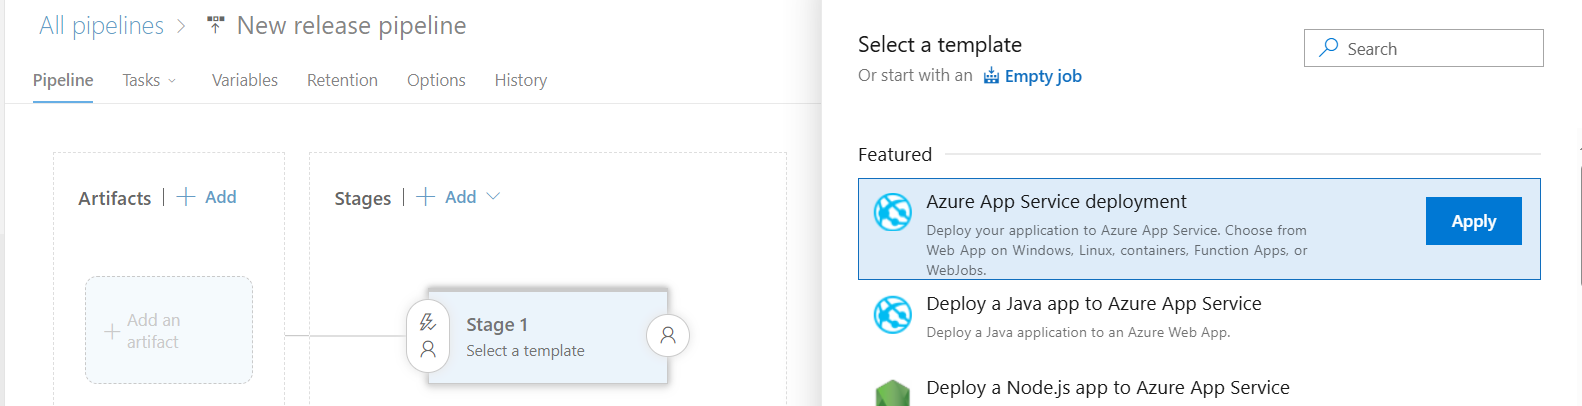 All pipelines > New release pipeline
Pipeline Tasks Variables Retention Options History
Artifacts | + Add
Stages | + Add
+ Add an
artifact
Stage 1
Select a template
Select a template
Or start with an Empty job
Search
Featured
Azure App Service deployment
Deploy your application to Azure App Service. Choose from
Web App on Windows, Linux, containers, Function Apps, or
WebJobs.
Apply
Deploy a Java app to Azure App Service
Deploy a Java application to an Azure Web App.
Deploy a Node.js app to Azure App Service